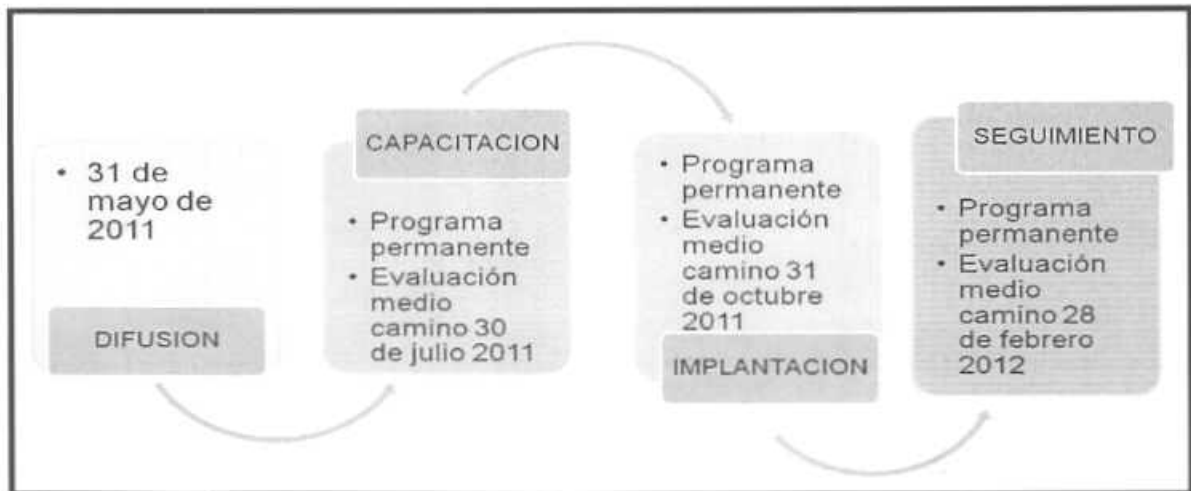 • 31 de
mayo de
2011
DIFUSION
CAPACITACION
• Programa
permanente
• Evaluación
medio
camino 30
de julio 2011
• Programa
permanente
• Evaluación
medio
camino 31
de octubre
2011
IMPLANTACION
SEGUIMIENTO
• Programa
permanente
• Evaluación
medio
camino 28
de febrero
2012